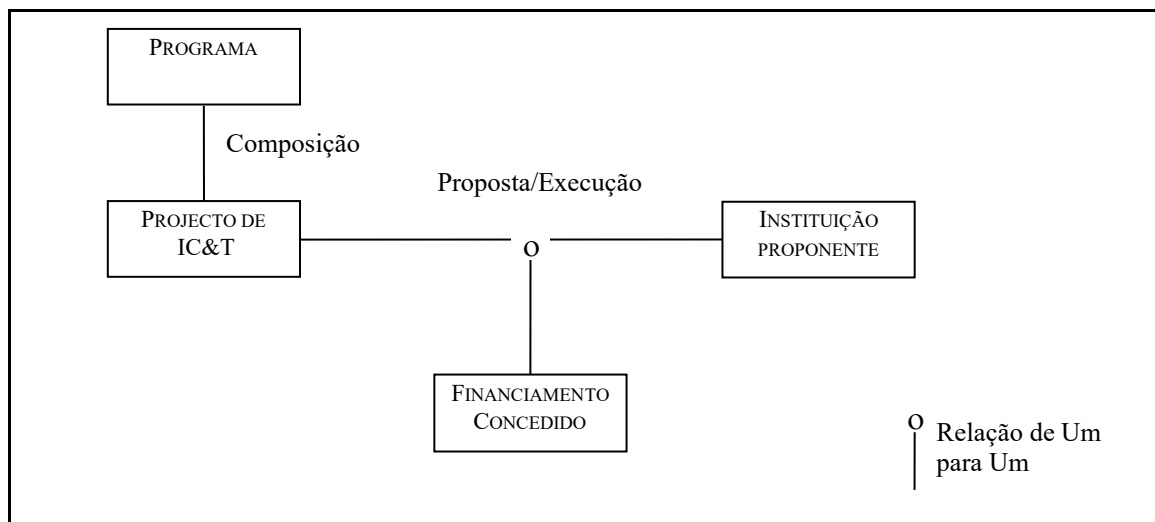 PROGRAMA
Composição
Proposta/Execução
PROJECTO DE
IC&T
o
INSTITUIÇÃO
PROPONENTE
FINANCIAMENTO
CONCEDIDO
o
Relação de Um
para Um